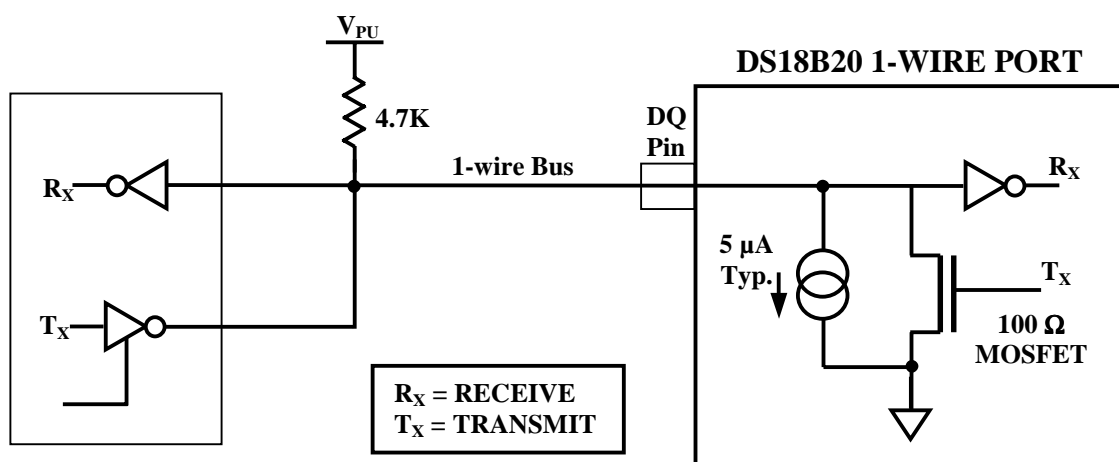 V_PU
4.7K
DS18B20 1-WIRE PORT
DQ
Pin
1-wire Bus
R_X
T_X
5 µA
Typ.
R_X
T_X
100 Ω
MOSFET
R_X = RECEIVE
T_X = TRANSMIT